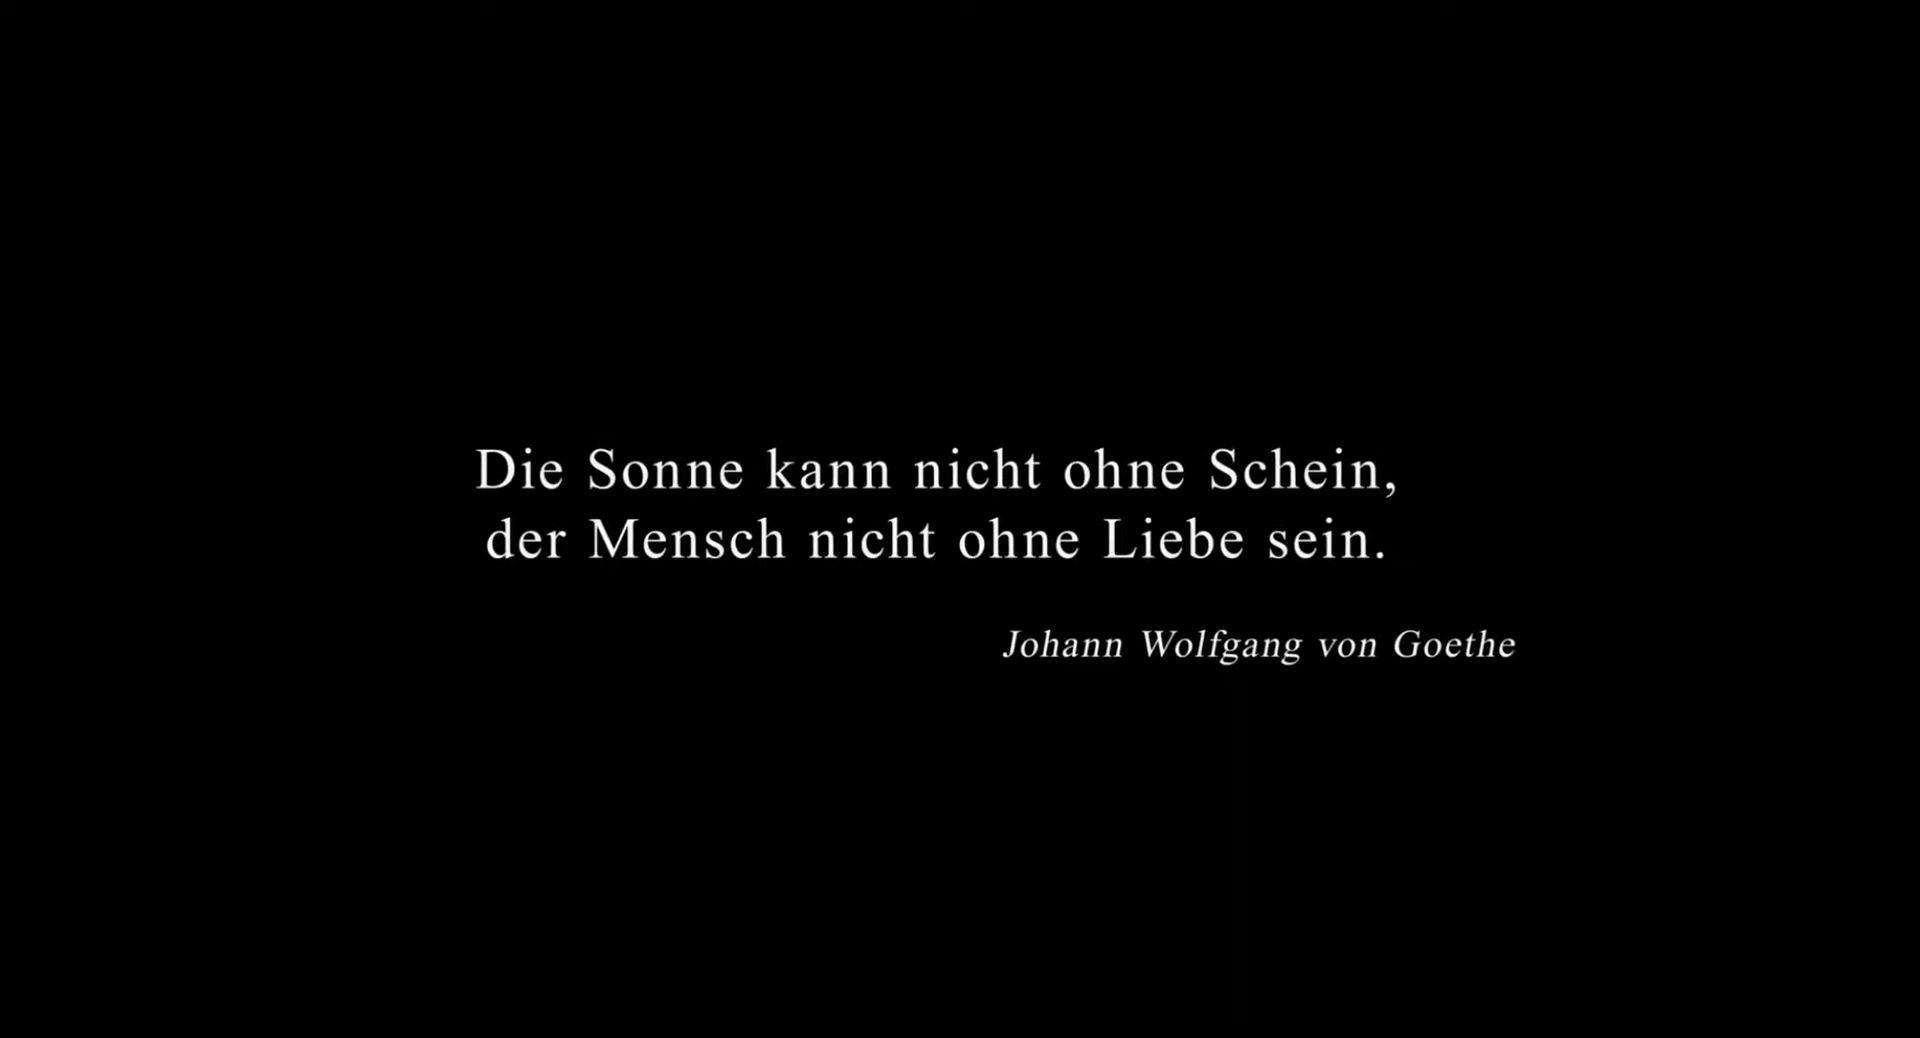 Die Sonne kann nicht ohne Schein,
der Mensch nicht ohne Liebe sein.
Johann Wolfgang von Goethe